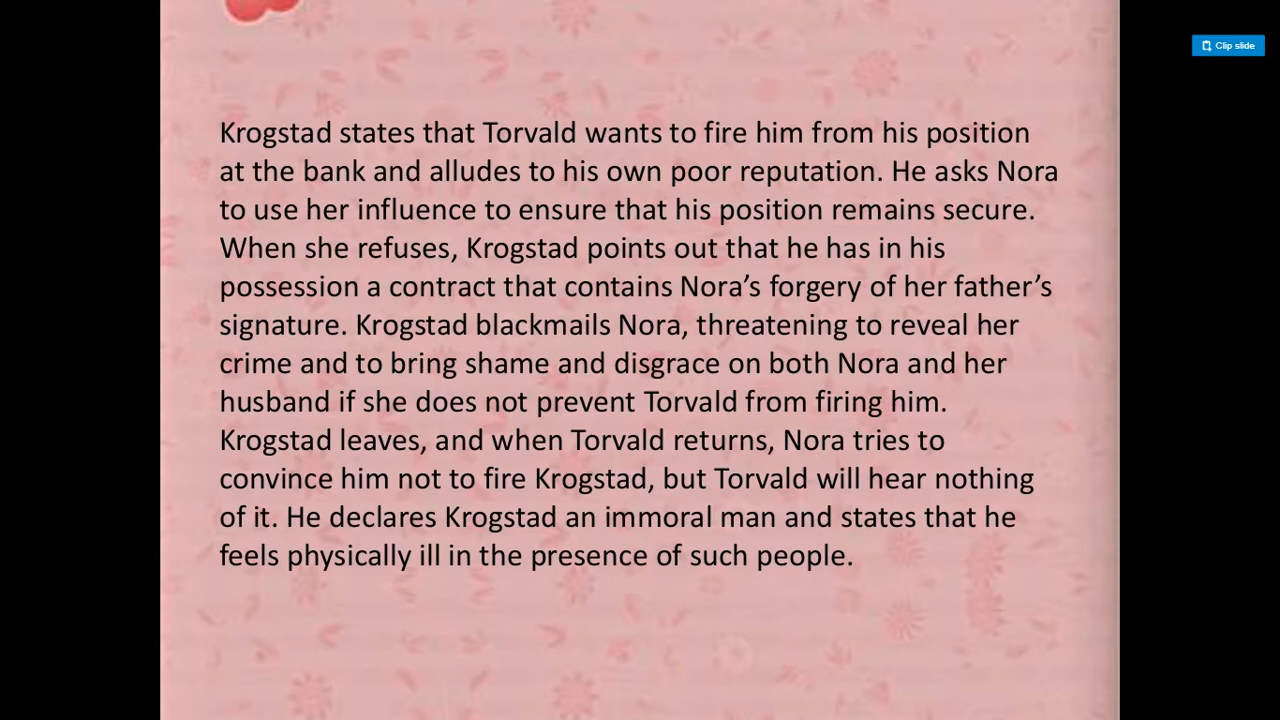 Clip slide
Krogstad states that Torvald wants to fire him from his position
at the bank and alludes to his own poor reputation. He asks Nora
to use her influence to ensure that his position remains secure.
When she refuses, Krogstad points out that he has in his
possession a contract that contains Nora’s forgery of her father’s
signature. Krogstad blackmails Nora, threatening to reveal her
crime and to bring shame and disgrace on both Nora and her
husband if she does not prevent Torvald from firing him.
Krogstad leaves, and when Torvald returns, Nora tries to
convince him not to fire Krogstad, but Torvald will hear nothing
of it. He declares Krogstad an immoral man and states that he
feels physically ill in the presence of such people.